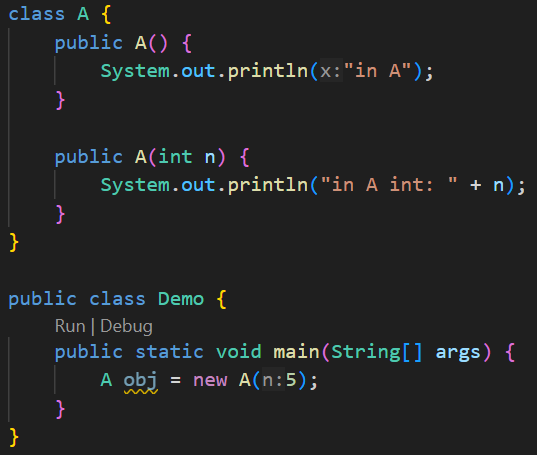 class A {
    public A() {
        System.out.println(x:"in A");
    }

    public A(int n) {
        System.out.println("in A int: " + n);
    }
}

public class Demo {
    Run | Debug
    public static void main(String[] args) {
        A obj = new A(n:5);
    }
}